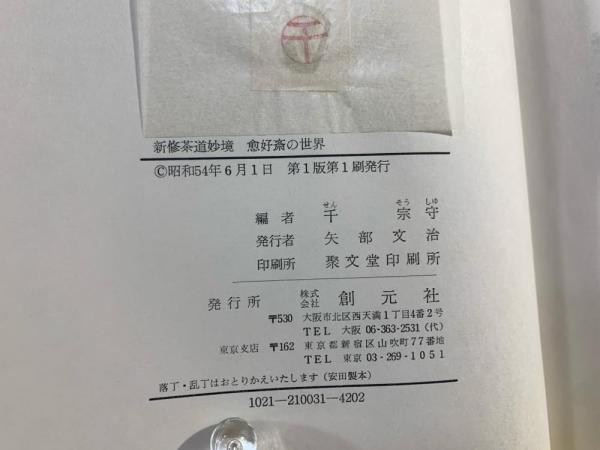 新修茶道妙境 愈好斎の世界
©昭和54年6月1日 第1版第1刷発行
せん そう しゅ
編者 千宗守
発行者 矢部文治
印刷所 聚文堂印刷所
発行所 株式会社 創元社
〒530 大阪市北区西天満1丁目4番2号
TEL 大阪 06-363-2531(代)
東京支店 〒162 東京都新宿区山吹町77番地
TEL 東京 03-269-1051
落丁・乱丁はおとりかえいたします(安田製本)
1021—210031—4202